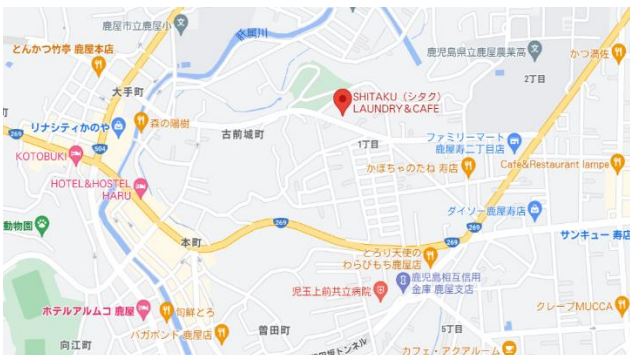 鹿屋市立鹿屋小
肝属川
鹿児島県立鹿屋農業高
かつ満佐
とんかつ竹亭 鹿屋本店
2丁目
大手町
SHITAKU（シタク）
LAUNDRY&CAFE
町
269
リナシティかのや
森の陽樹
古前城町
1丁目
ファミリーマート
鹿屋寿二丁目店
504
KOTOBUKI
かぼちゃのたね 寿店
Cafe&Restaurant lampe
HOTEL&HOSTEL
HARU
269
ダイソー鹿屋寿店
動物園
269
269
サンキュー 寿店
本町
とろり天使の
わらびもち鹿屋店
鹿児島相互信用
金庫 鹿屋支店
児玉上前共立病院
ホテルアルムコ 鹿屋
旬鮮とろ
クレープMUCCA
バガボンド 鹿屋店
曽田町
5丁目
向江町
トンネル
カフェ・アクアルーム